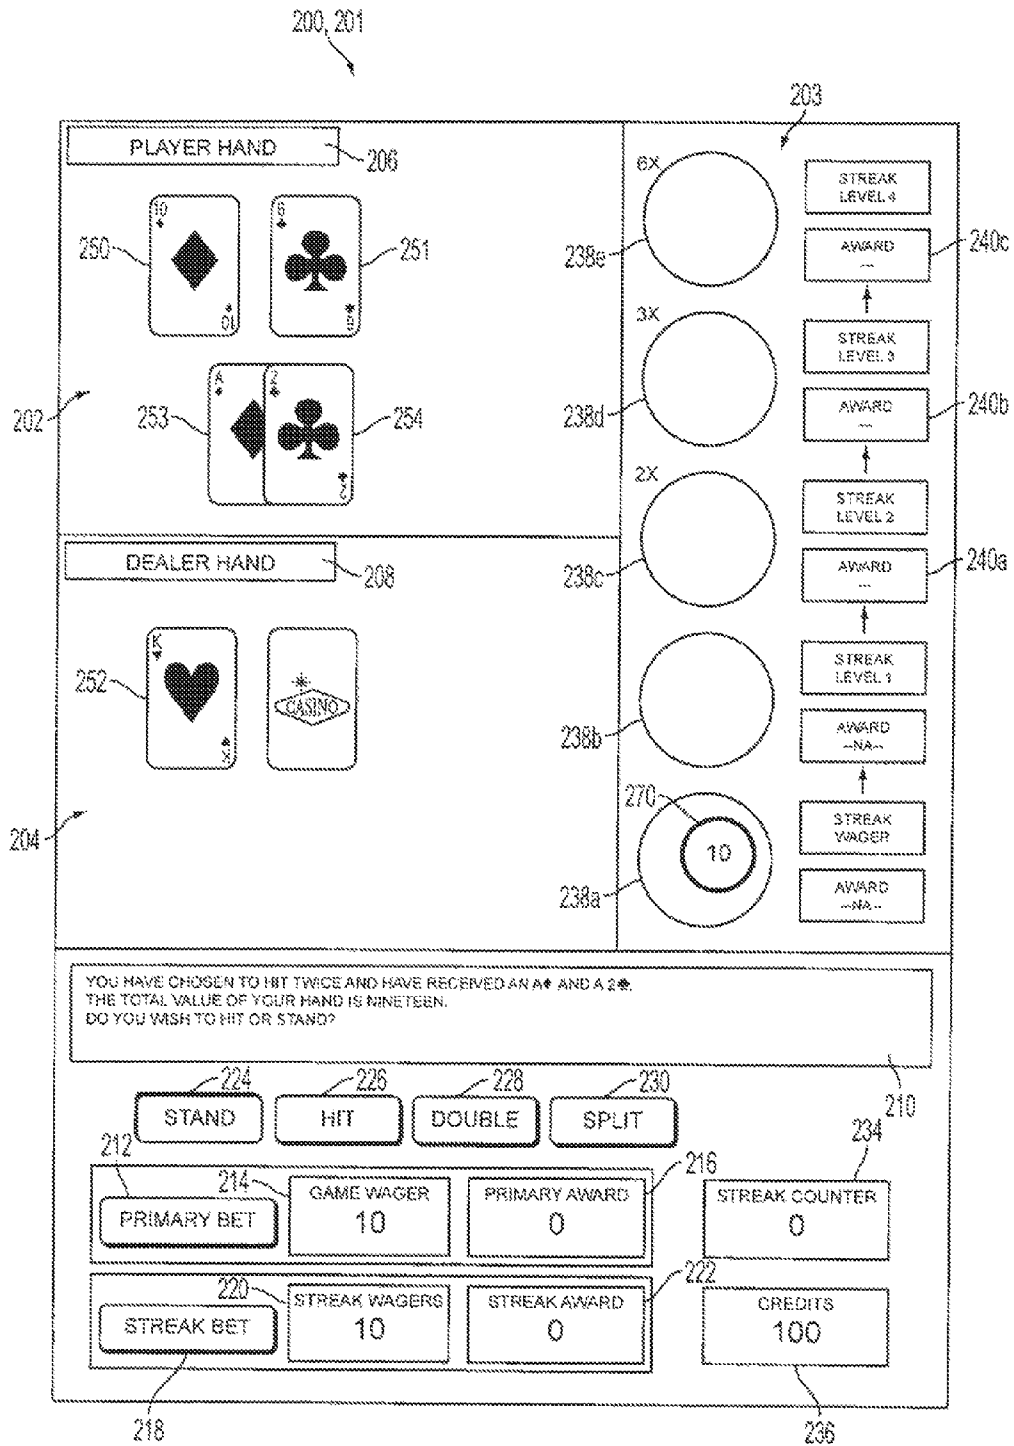 200, 201
203
PLAYER HAND
206
6X
STREAK
LEVEL 4
10
6
250
251
238e
AWARD
---
240c
10
6
3X
STREAK
LEVEL 3
A
2
202
253
254
238d
AWARD
---
240b
2
2X
STREAK
LEVEL 2
DEALER HAND
208
238c
AWARD
---
240a
K
252
CASINO
STREAK
LEVEL 1
K
238b
AWARD
--NA--
270
204
10
STREAK
WAGER
238a
AWARD
--NA--
YOU HAVE CHOSEN TO HIT TWICE AND HAVE RECEIVED AN A♦ AND A 2♣.
THE TOTAL VALUE OF YOUR HAND IS NINETEEN.
DO YOU WISH TO HIT OR STAND?
210
224
226
228
230
STAND
HIT
DOUBLE
SPLIT
212
214
216
234
PRIMARY BET
GAME WAGER
10
PRIMARY AWARD
0
STREAK COUNTER
0
220
222
STREAK BET
STREAK WAGERS
10
STREAK AWARD
0
CREDITS
100
218
236